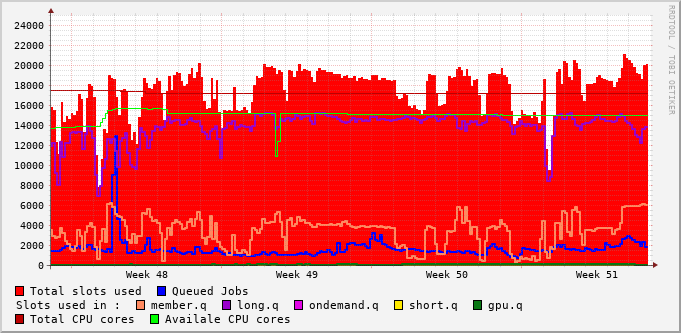 24000
22000
20000
18000
16000
14000
12000
10000
8000
6000
4000
2000
0
Week 48 Week 49 Week 50 Week 51
RRDTOOL / TOBI OETIKER
Total slots used Queued Jobs
Slots used in : member.q long.q ondemand.q short.q gpu.q
Total CPU cores Availale CPU cores